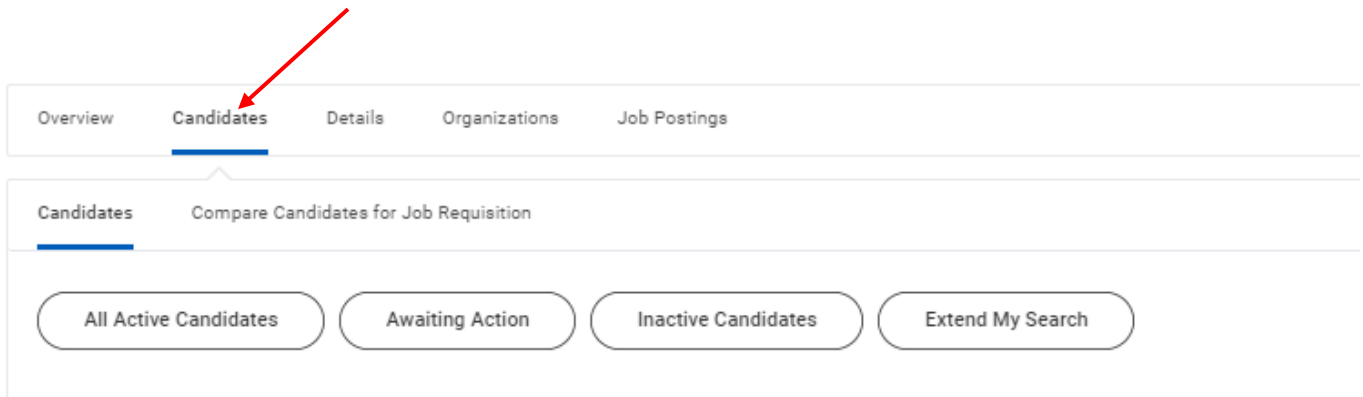 Overview Candidates Details Organizations Job Postings
Candidates Compare Candidates for Job Requisition
All Active Candidates Awaiting Action Inactive Candidates Extend My Search